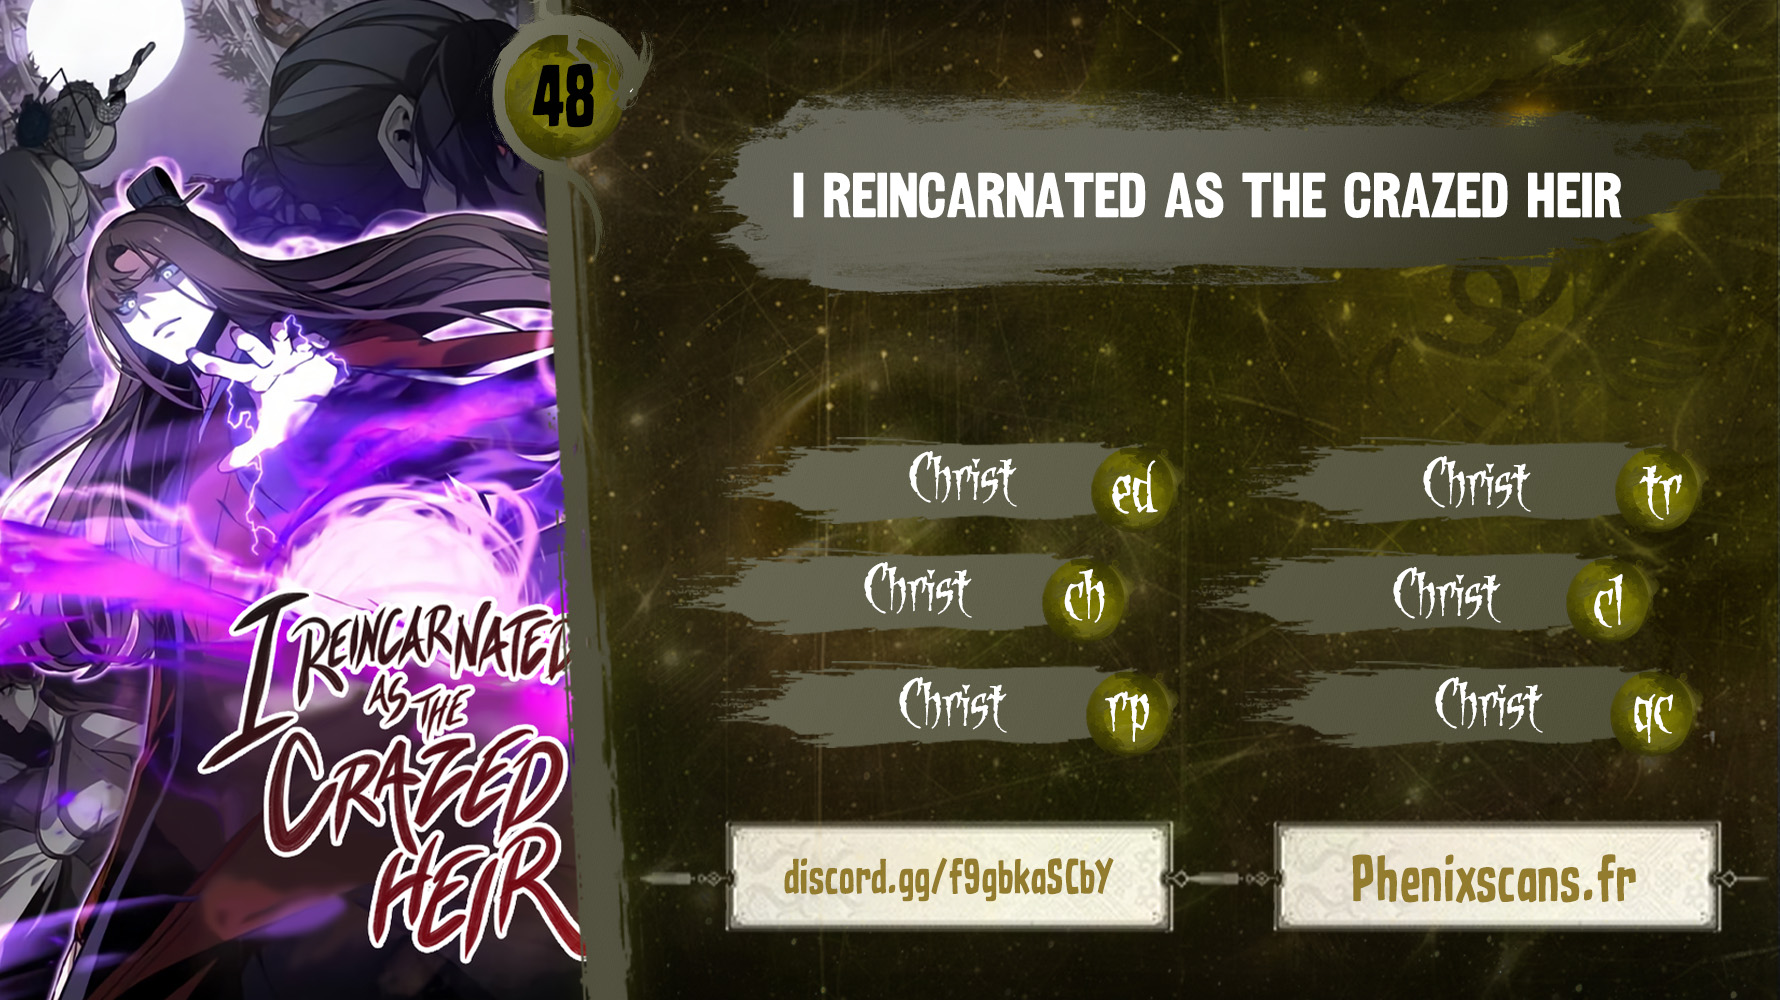 48
I REINCARNATED AS THE CRAZED HEIR
Christ ed
Christ tr
Christ ch
Christ cl
Christ rp
Christ qc
discord.gg/f9gbkaSCbY
Phenixscans.fr
I REINCARNATED
AS THE
CRAZED
HEIR